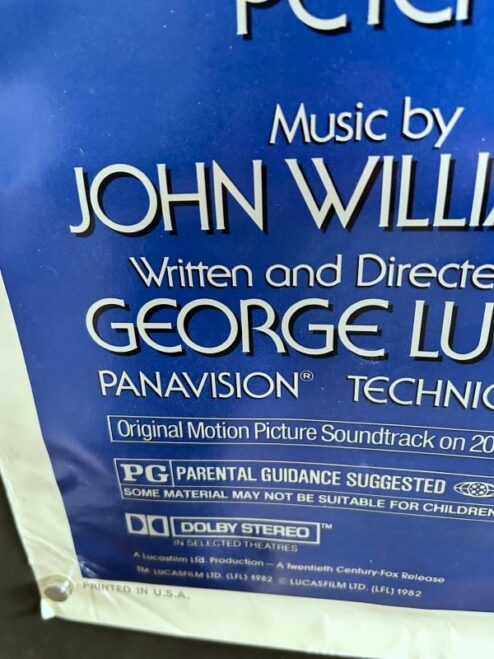 Music by
JOHN WILLI
Written and Directe
GEORGE LU
PANAVISION® TECHNIC
Original Motion Picture Soundtrack on 20
PG PARENTAL GUIDANCE SUGGESTED
SOME MATERIAL MAY NOT BE SUITABLE FOR CHILDREN
DOLBY STEREO™
IN SELECTED THEATRES
A Lucasfilm Ltd. Production — A Twentieth Century-Fox Release
TM LUCASFILM LTD. (LFL) 1982 © LUCASFILM LTD. (LFL) 1982
PRINTED IN U.S.A.